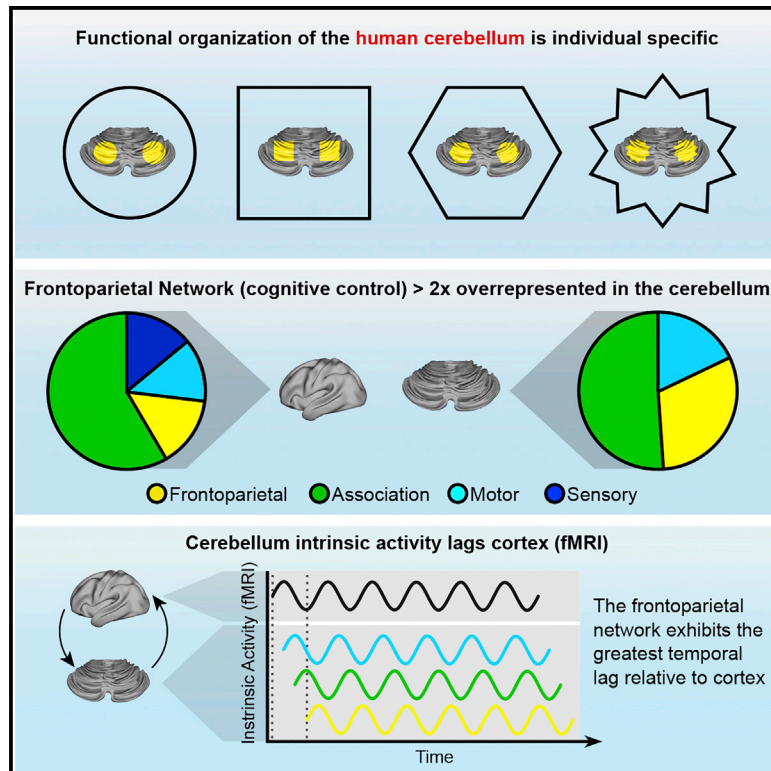 Functional organization of the human cerebellum is individual specific
Frontoparietal Network (cognitive control) > 2x overrepresented in the cerebellum
Frontoparietal
Association
Motor
Sensory
Cerebellum intrinsic activity lags cortex (fMRI)
Instrinsic Activity (fMRI)
Time
The frontoparietal
network exhibits the
greatest temporal
lag relative to cortex